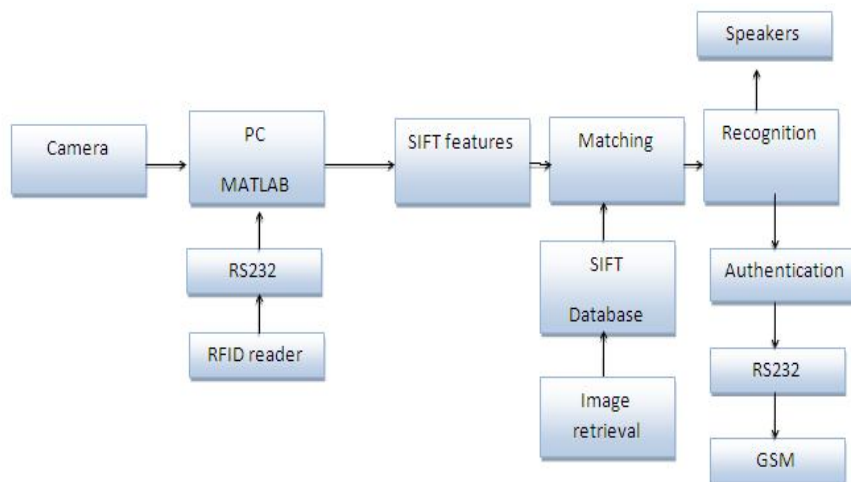 Speakers
Camera
PC
MATLAB
SIFT features
Matching
Recognition
RS232
RFID reader
SIFT
Database
Image
retrieval
Authentication
RS232
GSM